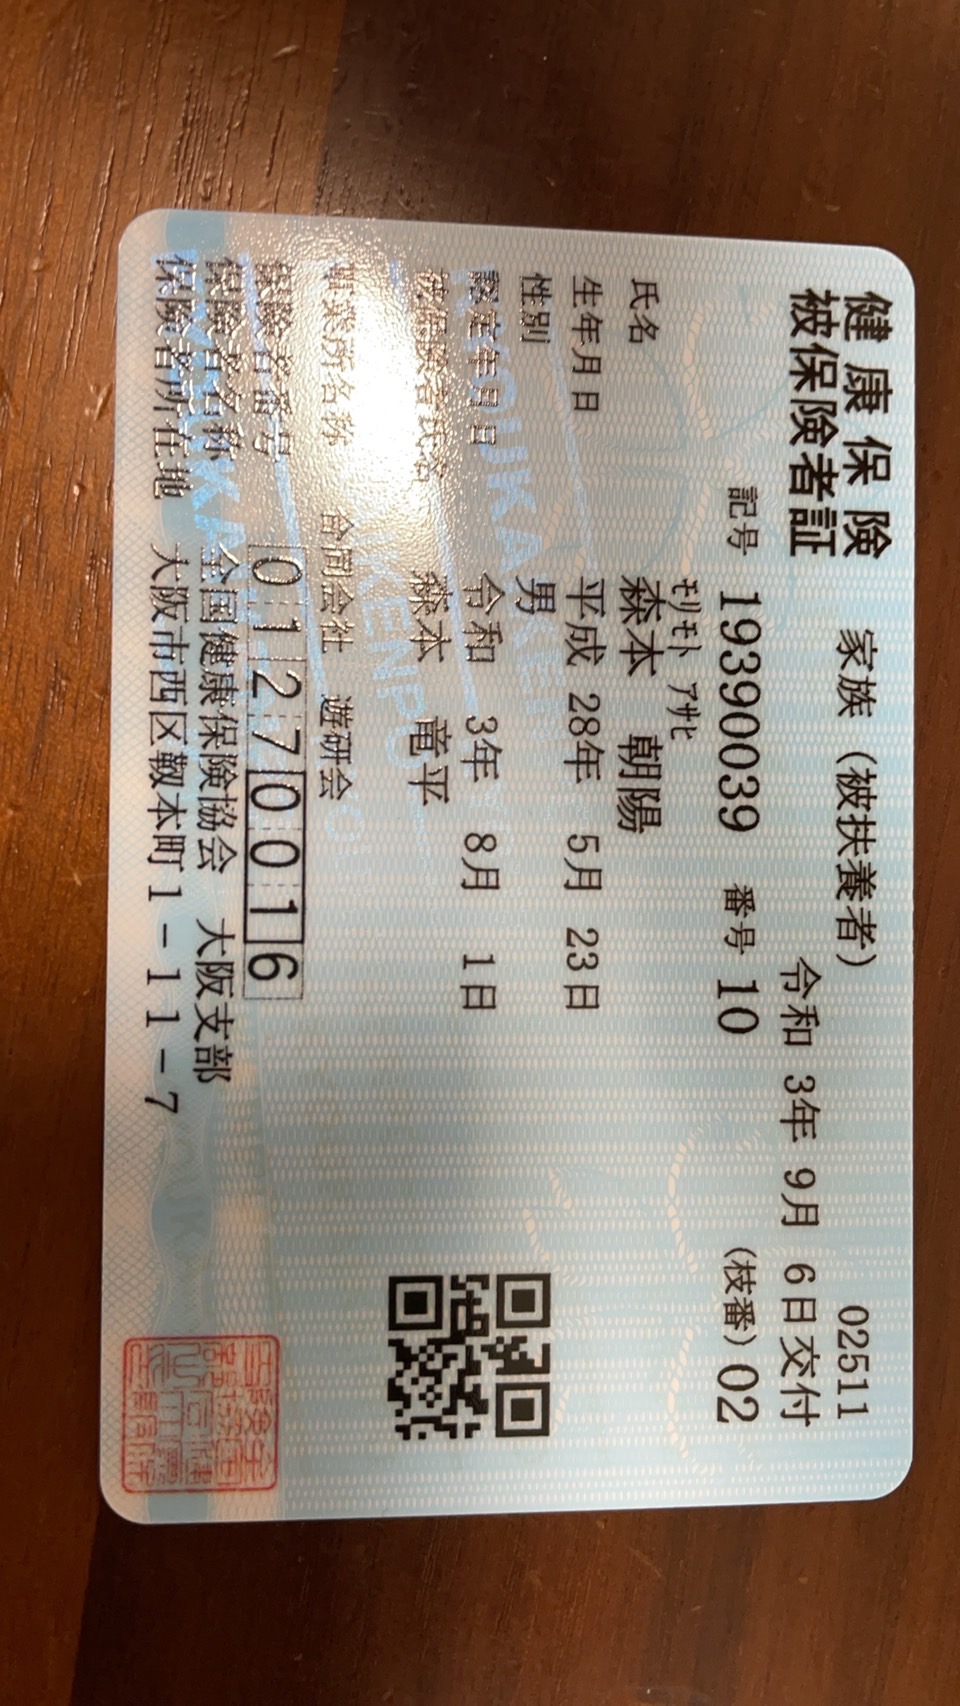 健康保険 家族（被扶養者） 02511
被保険者証 令和 3年 9月 6日交付
記号 19390039 番号 10 （枝番）02
ﾓﾘﾓﾄ ｱｻﾋ
氏名 森本 朝陽
生年月日 平成 28年 5月 23日
性別 男
認定年月日 令和 3年 8月 1日
被保険者氏名 森本 竜平
事業所名称 合同会社 遊研会
保険者番号 01270016
保険者名称 全国健康保険協会 大阪支部
保険者所在地 大阪市西区靱本町1－11－7